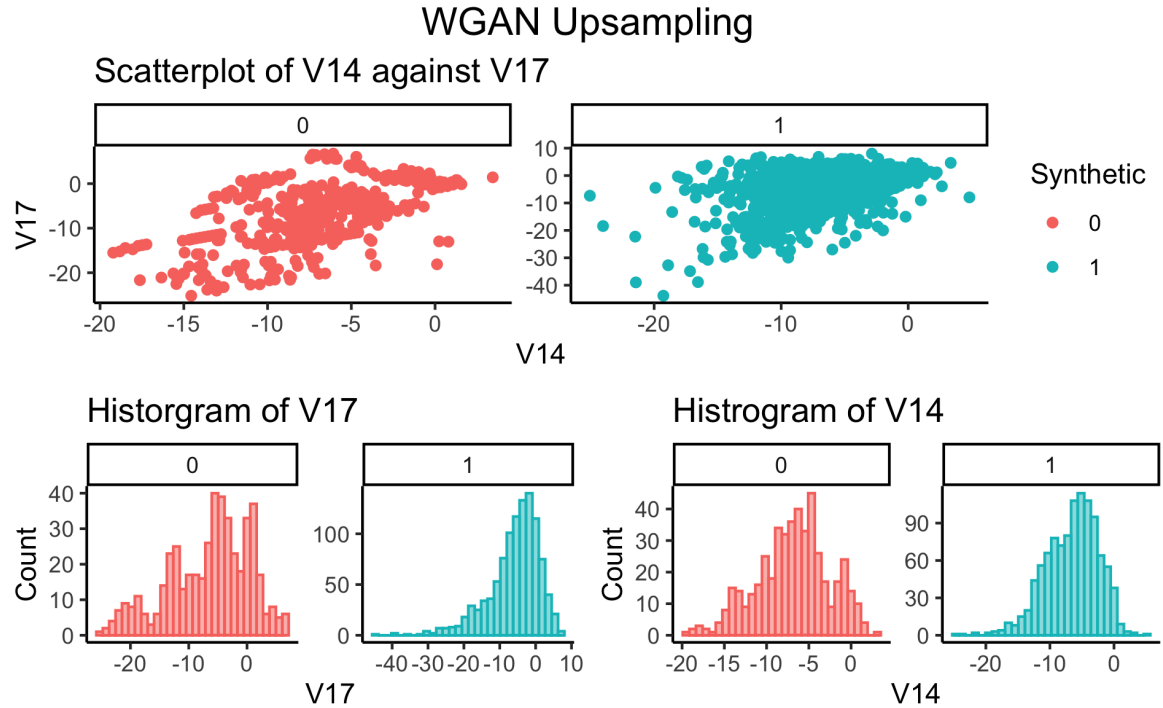 WGAN Upsampling
Scatterplot of V14 against V17
0 1
10
0 0
-10 -10
-20 -20
-30
-40
V17
-20 -15 -10 -5 0 -20 -10 0
V14
Synthetic
0
1
Historgram of V17 Histrogram of V14
0 1 0 1
Count
40
30
20
10
0
100
50
0
-20 -10 0 -40 -30 -20 -10 0 10
V17
Count
40
30
20
10
0
90
60
30
0
-20 -15 -10 -5 0 -20 -10 0
V14